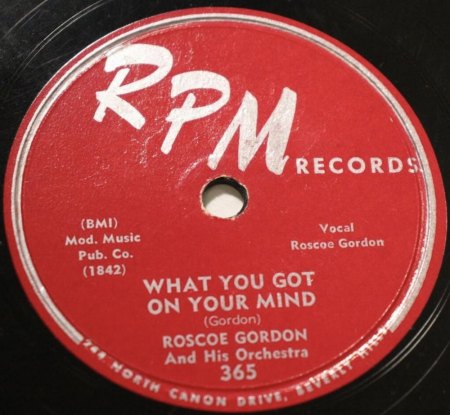 RPM
RECORDS
(BMI)
Mod. Music
Pub. Co.
(1842)
Vocal
Roscoe Gordon
WHAT YOU GOT
ON YOUR MIND
(Gordon)
ROSCOE GORDON
And His Orchestra
365
NORTH CANON DRIVE, BEVERLY HILLS